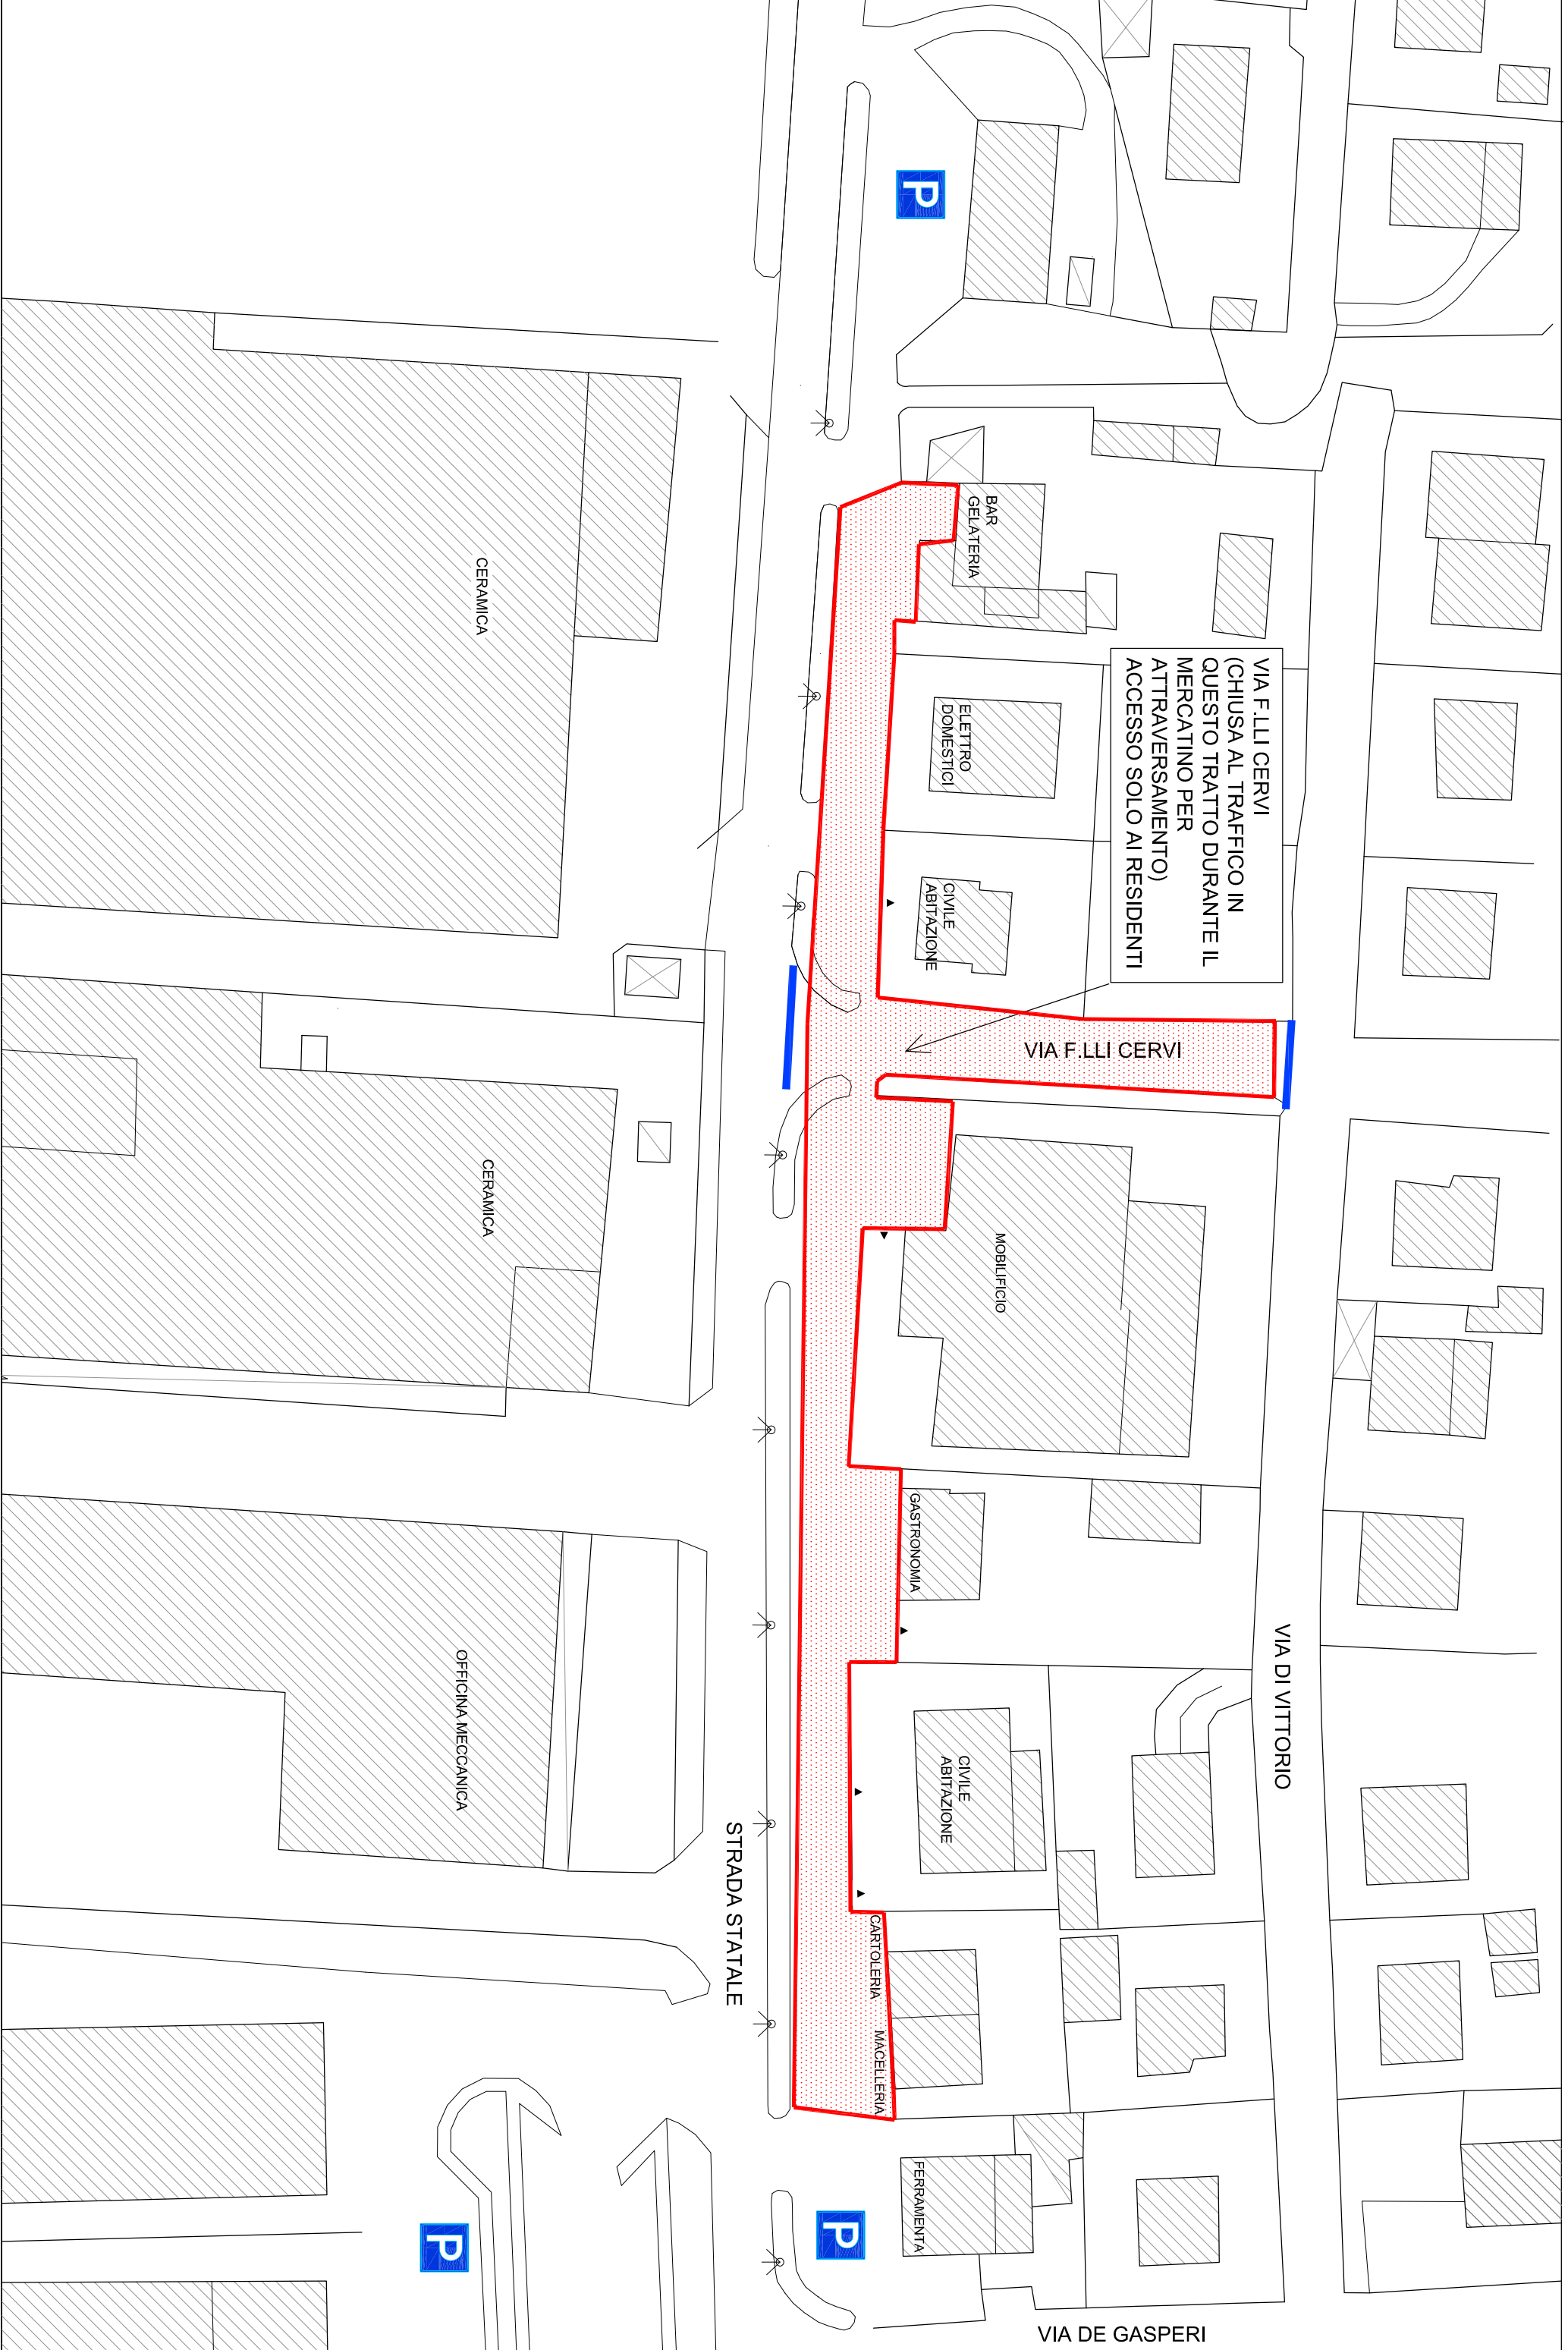 P
BAR
GELATERIA
CERAMICA
VIA F.LLI CERVI
(CHIUSA AL TRAFFICO IN
QUESTO TRATTO DURANTE IL
MERCATINO PER
ATTRAVERSAMENTO)
ACCESSO SOLO AI RESIDENTI
ELETTRO
DOMESTICI
CIVILE
ABITAZIONE
VIA F.LLI CERVI
CERAMICA
MOBILIFICIO
GASTRONOMIA
VIA DI VITTORIO
OFFICINA MECCANICA
CIVILE
ABITAZIONE
STRADA STATALE
CARTOLERIA
MACELLERIA
FERRAMENTA
P
P
VIA DE GASPERI